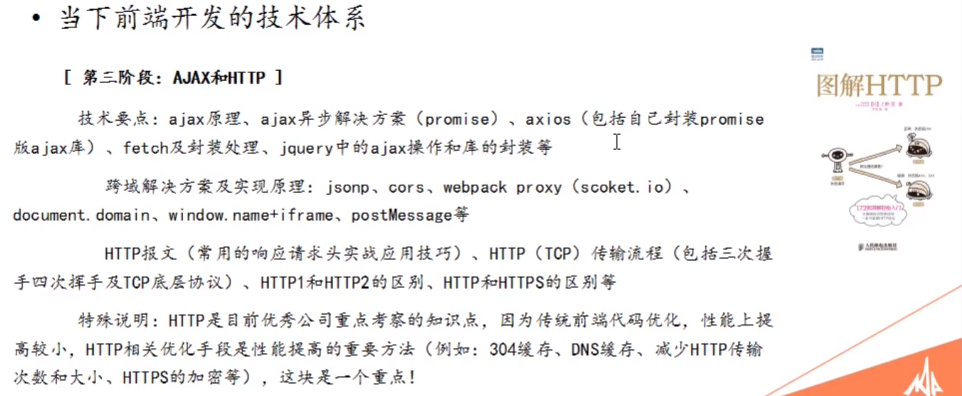 • 当下前端开发的技术体系
[ 第三阶段：AJAX和HTTP ]
技术要点：ajax原理、ajax异步解决方案（promise）、axios（包括自己封装promise
版ajax库）、fetch及封装处理、jquery中的ajax操作和库的封装等
跨域解决方案及实现原理：jsonp、cors、webpack proxy（scoket.io）、
document.domain、window.name+iframe、postMessage等
HTTP报文（常用的响应请求头实战应用技巧）、HTTP（TCP）传输流程（包括三次握
手四次挥手及TCP底层协议）、HTTP1和HTTP2的区别、HTTP和HTTPS的区别等
特殊说明：HTTP是目前优秀公司重点考察的知识点，因为传统前端代码优化，性能上提
高较小，HTTP相关优化手段是性能提高的重要方法（例如：304缓存、DNS缓存、减少HTTP传输
次数和大小、HTTPS的加密等），这块是一个重点！
图解HTTP
人民邮电出版社